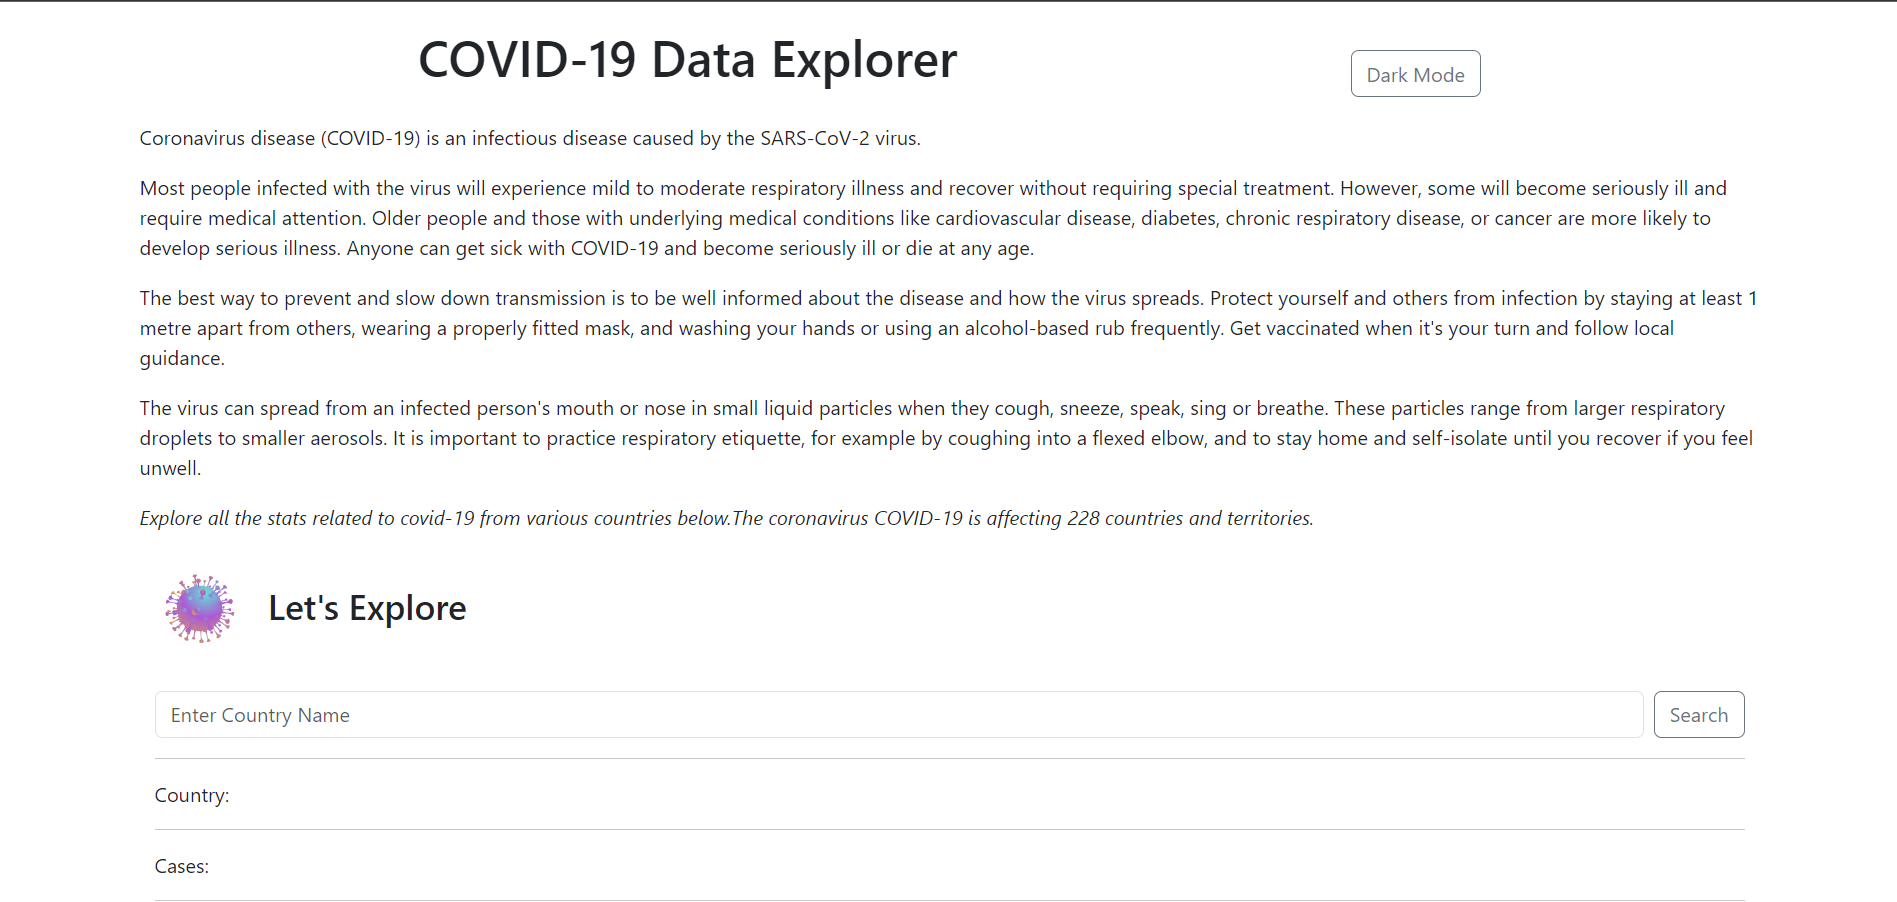 COVID-19 Data Explorer
Dark Mode
Coronavirus disease (COVID-19) is an infectious disease caused by the SARS-CoV-2 virus.
Most people infected with the virus will experience mild to moderate respiratory illness and recover without requiring special treatment. However, some will become seriously ill and
require medical attention. Older people and those with underlying medical conditions like cardiovascular disease, diabetes, chronic respiratory disease, or cancer are more likely to
develop serious illness. Anyone can get sick with COVID-19 and become seriously ill or die at any age.
The best way to prevent and slow down transmission is to be well informed about the disease and how the virus spreads. Protect yourself and others from infection by staying at least 1
metre apart from others, wearing a properly fitted mask, and washing your hands or using an alcohol-based rub frequently. Get vaccinated when it's your turn and follow local
guidance.
The virus can spread from an infected person's mouth or nose in small liquid particles when they cough, sneeze, speak, sing or breathe. These particles range from larger respiratory
droplets to smaller aerosols. It is important to practice respiratory etiquette, for example by coughing into a flexed elbow, and to stay home and self-isolate until you recover if you feel
unwell.
Explore all the stats related to covid-19 from various countries below.The coronavirus COVID-19 is affecting 228 countries and territories.
Let's Explore
Enter Country Name
Search
Country:
Cases: